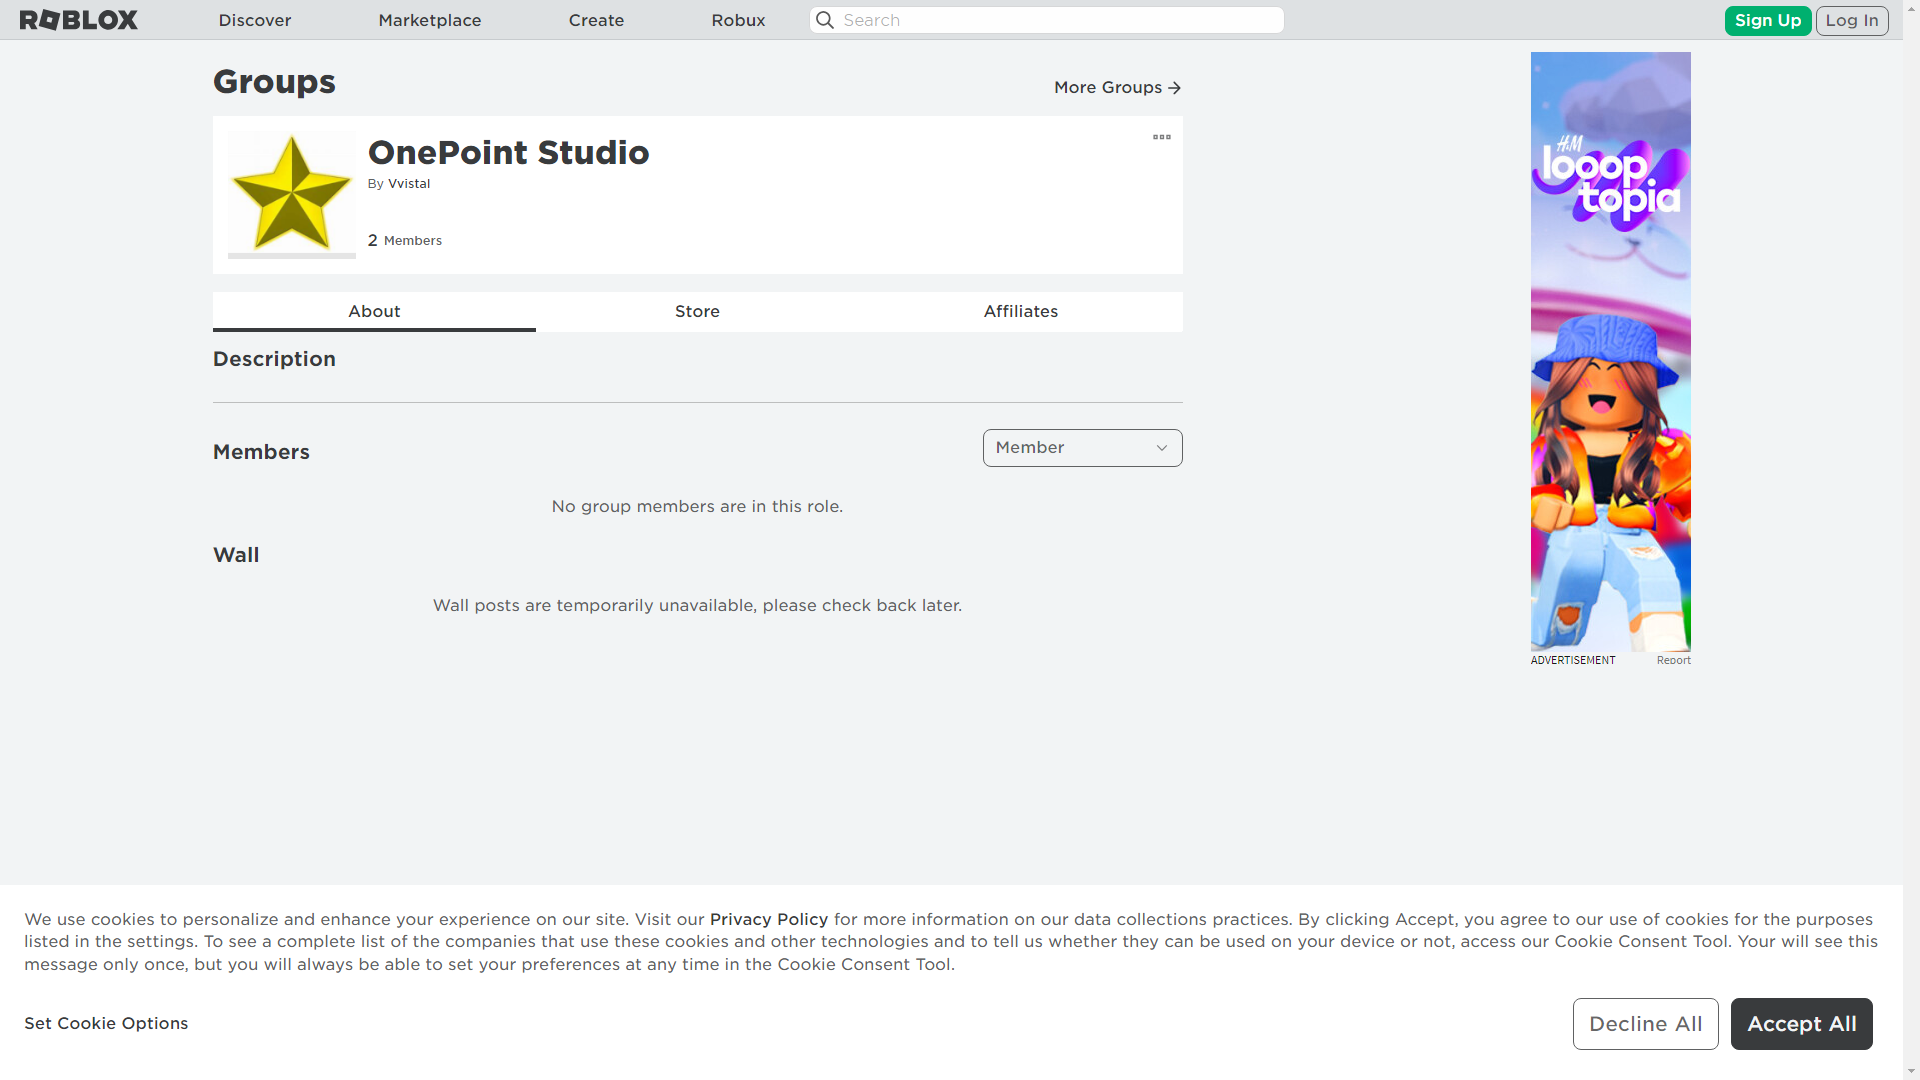 ROBLOX
Discover
Marketplace
Create
Robux
Search
Sign Up
Log In
Groups
More Groups
OnePoint Studio
By Vvistal
2 Members
About
Store
Affiliates
Description
Members
Member
No group members are in this role.
Wall
Wall posts are temporarily unavailable, please check back later.
H&M
looop
topia
ADVERTISEMENT
Report
We use cookies to personalize and enhance your experience on our site. Visit our Privacy Policy for more information on our data collections practices. By clicking Accept, you agree to our use of cookies for the purposes
listed in the settings. To see a complete list of the companies that use these cookies and other technologies and to tell us whether they can be used on your device or not, access our Cookie Consent Tool. Your will see this
message only once, but you will always be able to set your preferences at any time in the Cookie Consent Tool.
Set Cookie Options
Decline All
Accept All